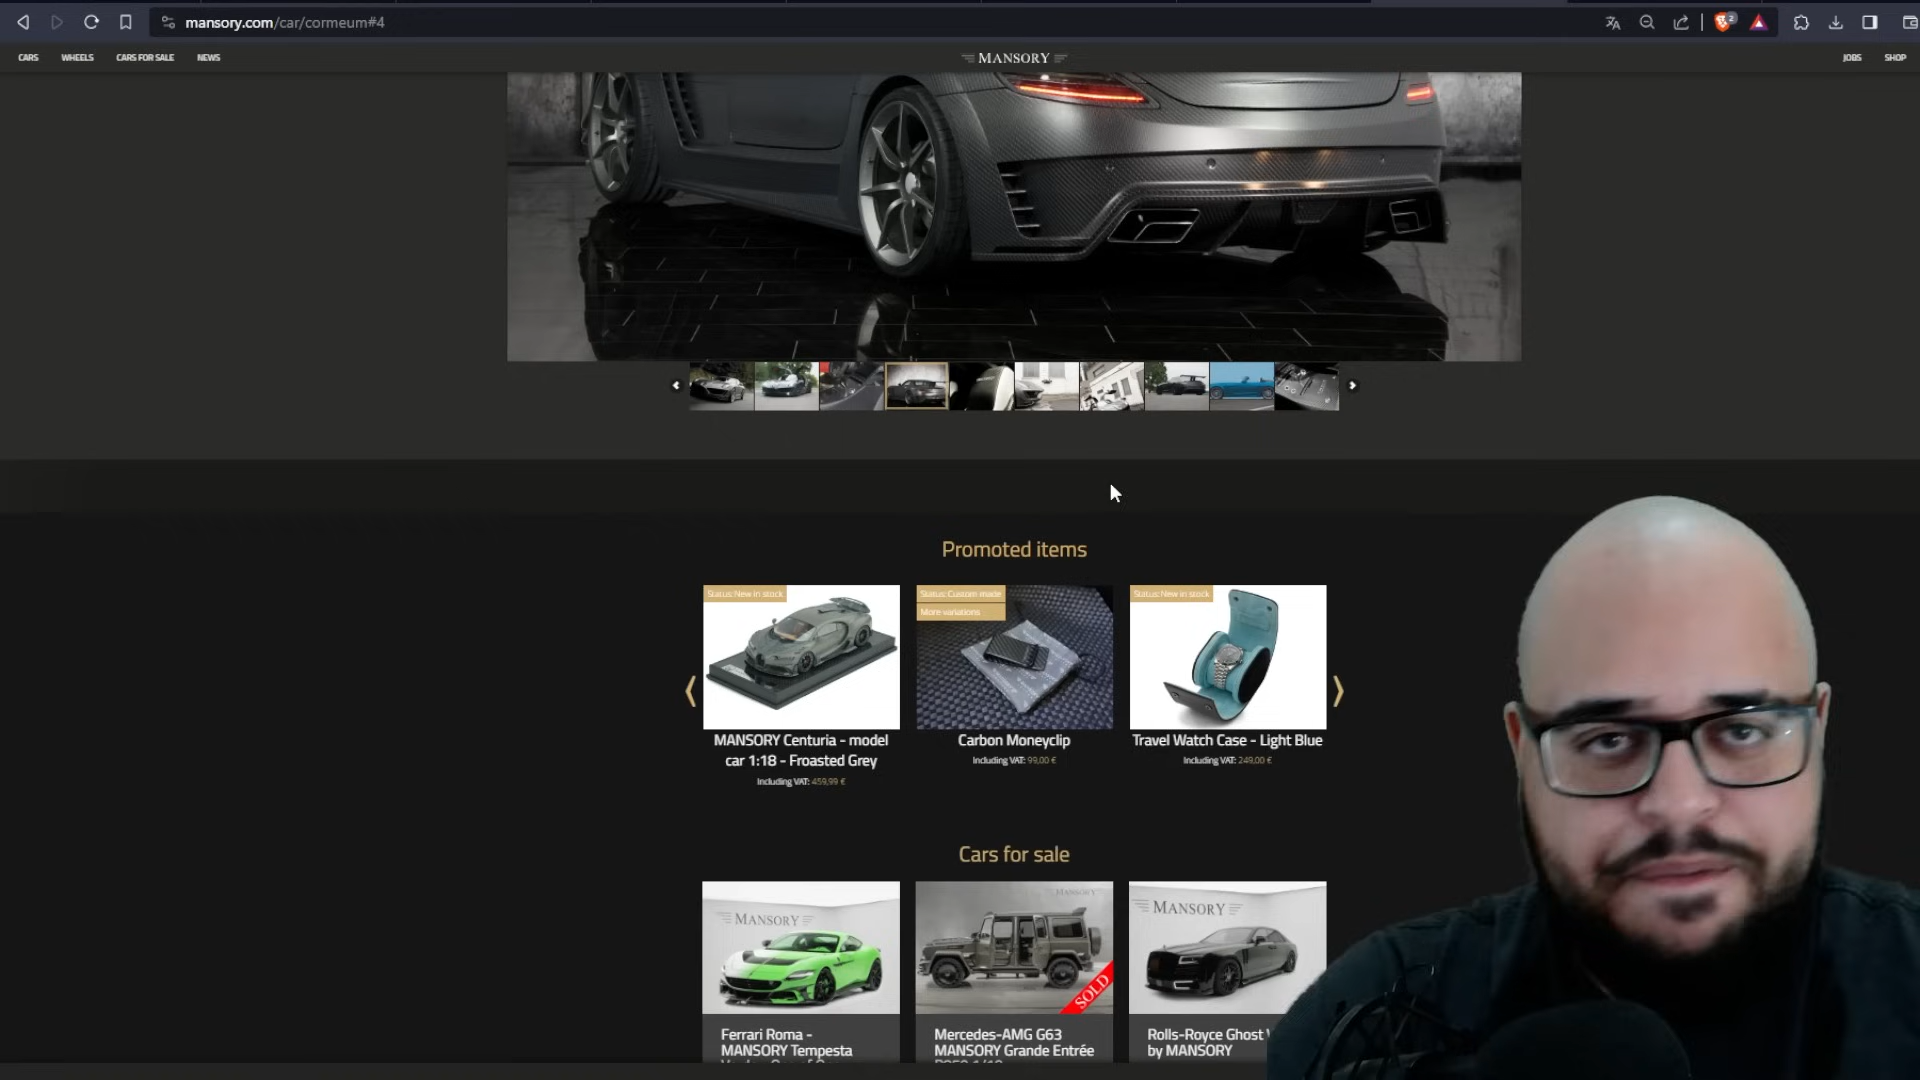 mansory.com/car/cormeum#4
CARS WHEELS CARS FOR SALE NEWS
MANSORY
JOBS SHOP
Promoted items
Status: New in stock
Status: Custom made
More variations
Status: New in stock
MANSORY Centuria - model
car 1:18 - Froasted Grey
Including VAT: 459,99 €
Carbon Moneyclip
Including VAT: 99,00 €
Travel Watch Case - Light Blue
Including VAT: 249,00 €
Cars for sale
MANSORY
MANSORY
SOLD
MANSORY
Ferrari Roma -
MANSORY Tempesta
Mercedes-AMG G63
MANSORY Grande Entrée
Rolls-Royce Ghost
by MANSORY